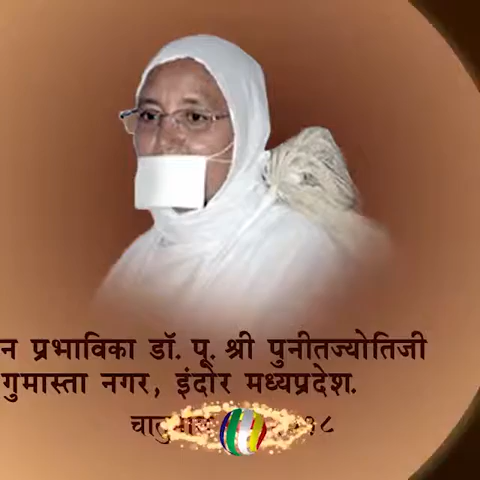 न प्रभाविका डॉ. पू. श्री पुनीतज्योतिजी
गुमास्ता नगर, इंदौर मध्यप्रदेश.